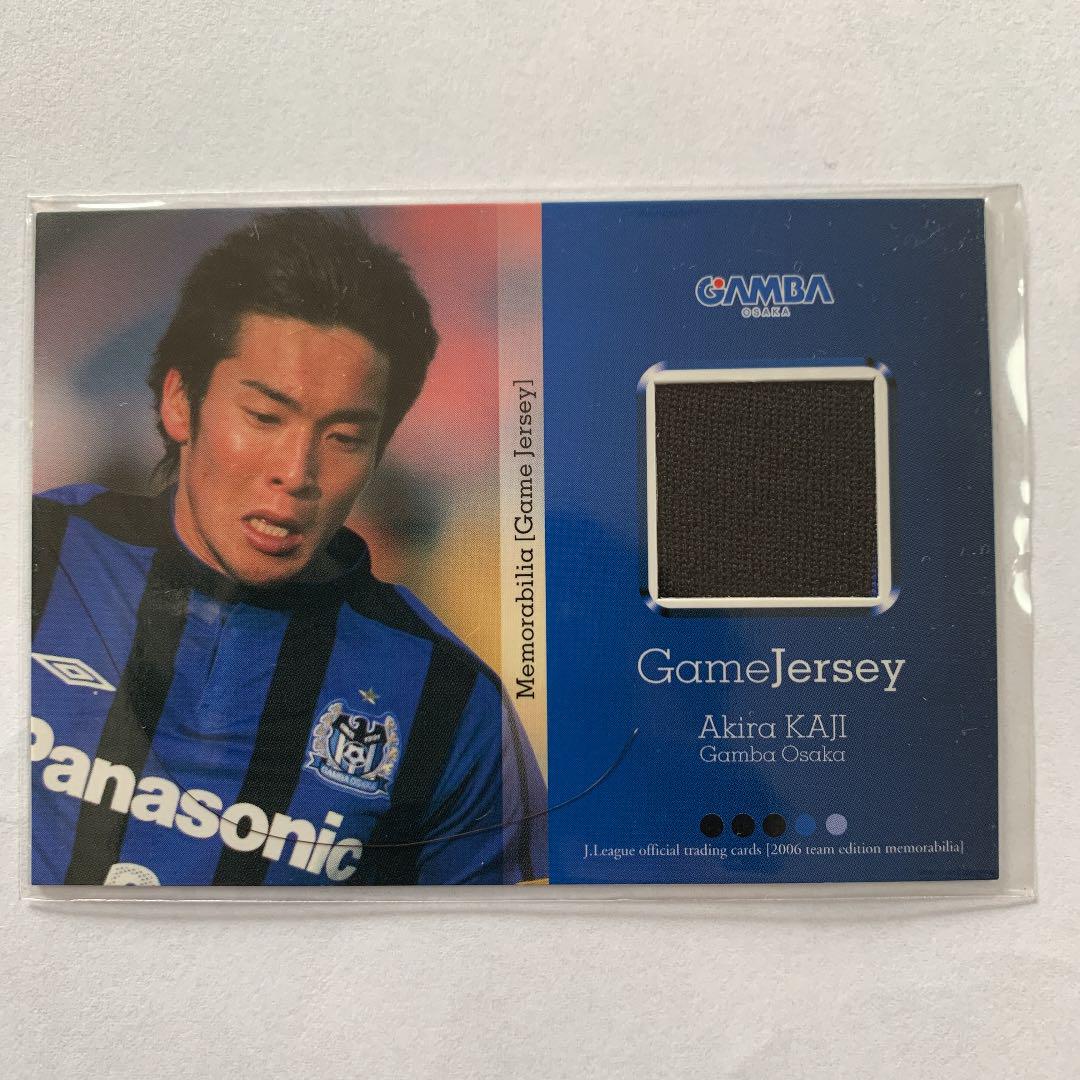 Panasonic
GAMBA OSAKA
Memorabilia [Game Jersey]
GAMBA
OSAKA
GameJersey
Akira KAJI
Gamba Osaka
J.League official trading cards [2006 team edition memorabilia]